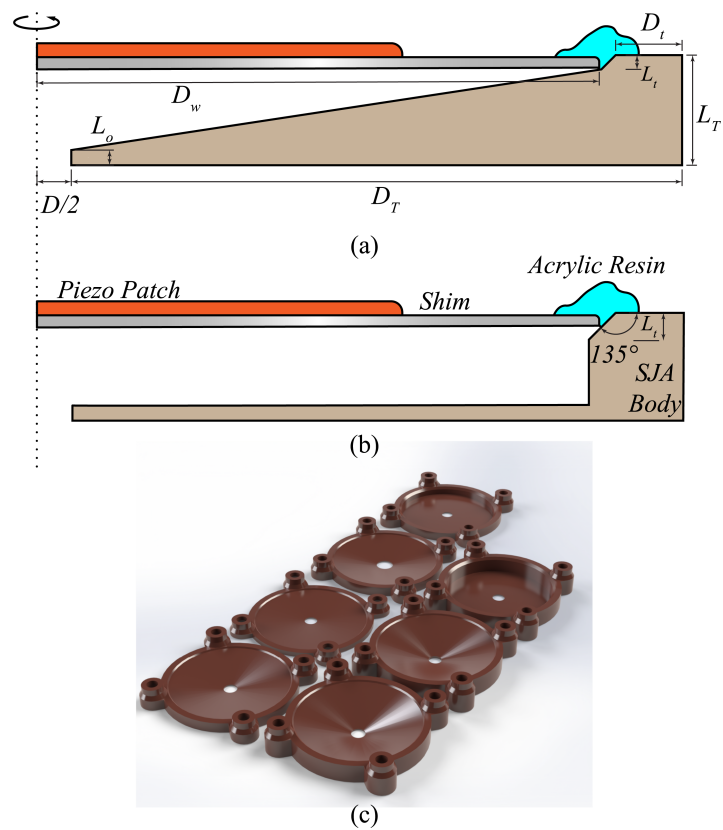 D_t
D_w
L_t
L_o
L_T
D/2
D_T
(a)
Acrylic Resin
Piezo Patch
Shim
L_t
135°
SJA
Body
(b)
(c)